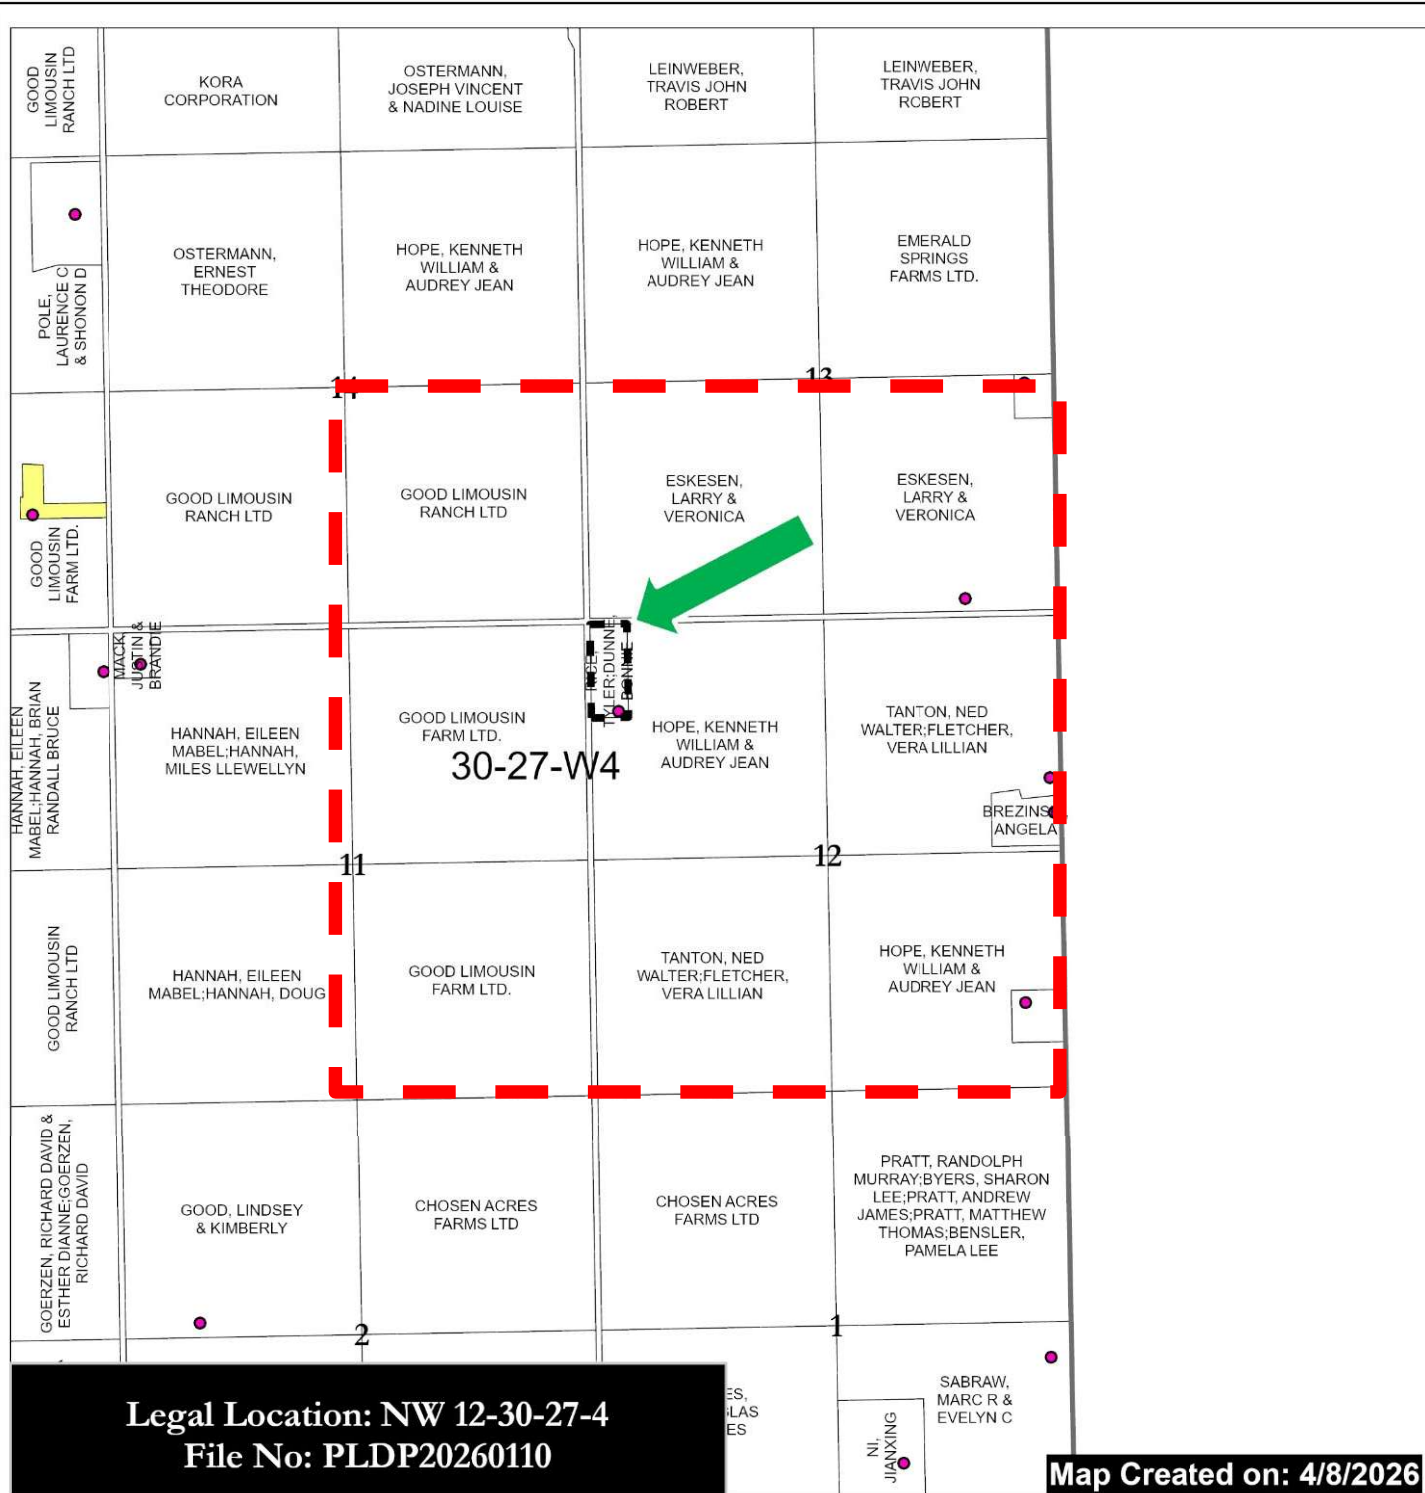 GOOD
LIMOUSIN
RANCH LTD
KORA
CORPORATION
OSTERMANN,
JOSEPH VINCENT
& NADINE LOUISE
LEINWEBER,
TRAVIS JOHN
ROBERT
LEINWEBER,
TRAVIS JOHN
RCBERT
POLE,
LAURENCE C
& SHONON D
OSTERMANN,
ERNEST
THEODORE
HOPE, KENNETH
WILLIAM &
AUDREY JEAN
HOPE, KENNETH
WILLIAM &
AUDREY JEAN
EMERALD
SPRINGS
FARMS LTD.
14
13
GOOD
LIMOUSIN
FARM LTD.
GOOD LIMOUSIN
RANCH LTD
GOOD LIMOUSIN
RANCH LTD
ESKESEN,
LARRY &
VERONICA
ESKESEN,
LARRY &
VERONICA
HANNAH, EILEEN
MABEL;HANNAH, BRIAN
RANDALL BRUCE
MACK,
JUSTIN &
BRANDIE
HANNAH, EILEEN
MABEL;HANNAH,
MILES LLEWELLYN
GOOD LIMOUSIN
FARM LTD.
RICE,
TYLER;DUNNE,
BONNIE
HOPE, KENNETH
WILLIAM &
AUDREY JEAN
TANTON, NED
WALTER;FLETCHER,
VERA LILLIAN
30-27-W4
ANGELA
11
12
GOOD LIMOUSIN
RANCH LTD
HANNAH, EILEEN
MABEL;HANNAH, DOUG
GOOD LIMOUSIN
FARM LTD.
TANTON, NED
WALTER;FLETCHER,
VERA LILLIAN
HOPE, KENNETH
WILLIAM &
AUDREY JEAN
GOERZEN, RICHARD DAVID &
ESTHER DIANNE;GOERZEN,
RICHARD DAVID
GOOD, LINDSEY
& KIMBERLY
CHOSEN ACRES
FARMS LTD
CHOSEN ACRES
FARMS LTD
PRATT, RANDOLPH
MURRAY;BYERS, SHARON
LEE;PRATT, ANDREW
JAMES;PRATT, MATTHEW
THOMAS;BENSLER,
PAMELA LEE
2
1
ES,
LAS
ES
NI,
JIANXING
SABRAW,
MARC R &
EVELYN C
Legal Location: NW 12-30-27-4
File No: PLDP20260110
Map Created on: 4/8/2026